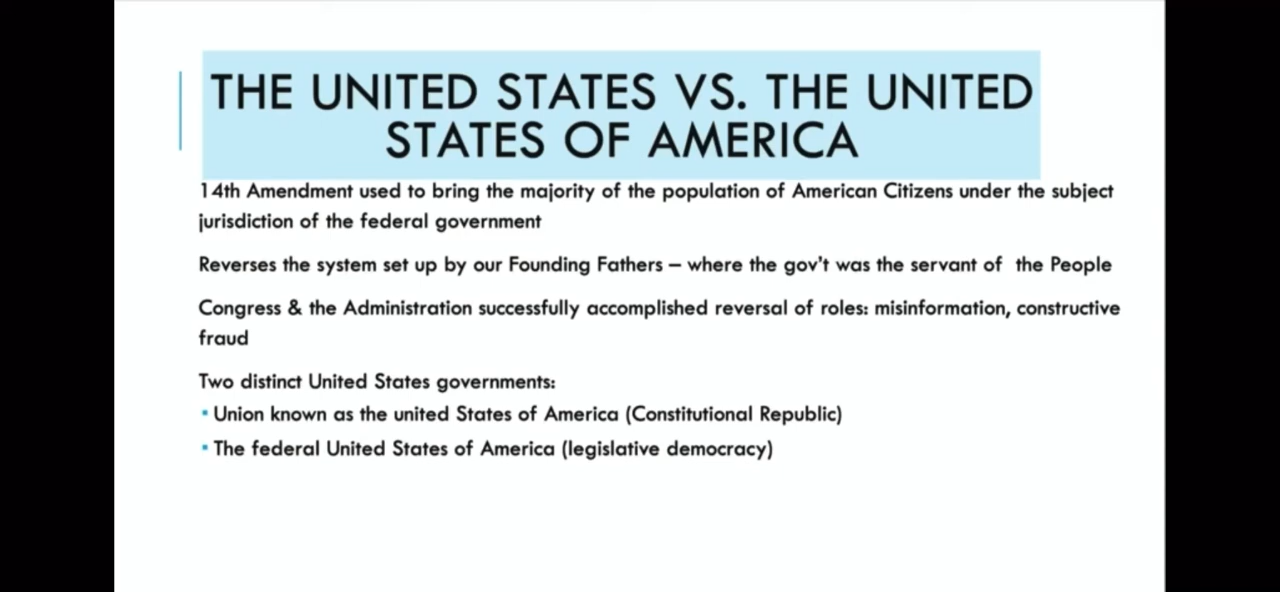 THE UNITED STATES VS. THE UNITED
STATES OF AMERICA
14th Amendment used to bring the majority of the population of American Citizens under the subject
jurisdiction of the federal government
Reverses the system set up by our Founding Fathers – where the gov't was the servant of  the People
Congress & the Administration successfully accomplished reversal of roles: misinformation, constructive
fraud
Two distinct United States governments:
▪ Union known as the united States of America (Constitutional Republic)
▪ The federal United States of America (legislative democracy)